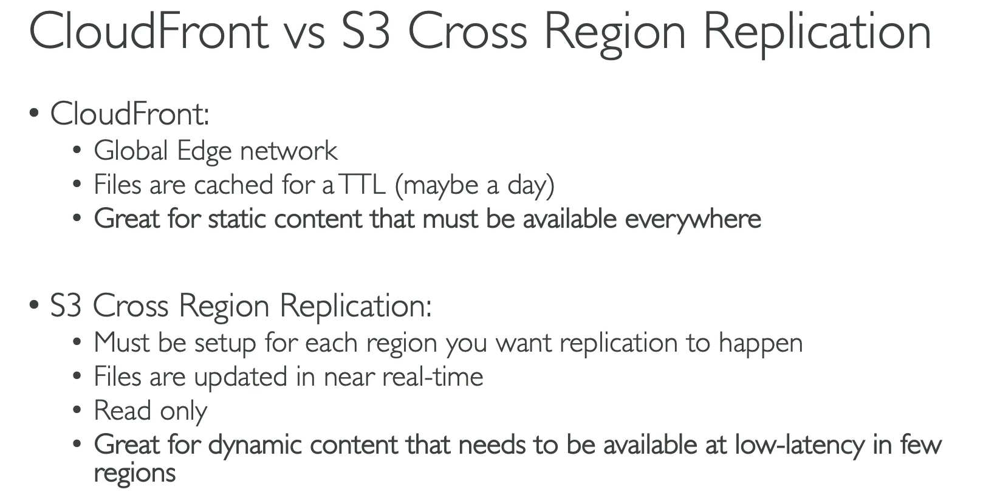 CloudFront vs S3 Cross Region Replication
• CloudFront:
• Global Edge network
• Files are cached for a TTL (maybe a day)
• Great for static content that must be available everywhere
• S3 Cross Region Replication:
• Must be setup for each region you want replication to happen
• Files are updated in near real-time
• Read only
• Great for dynamic content that needs to be available at low-latency in few
regions